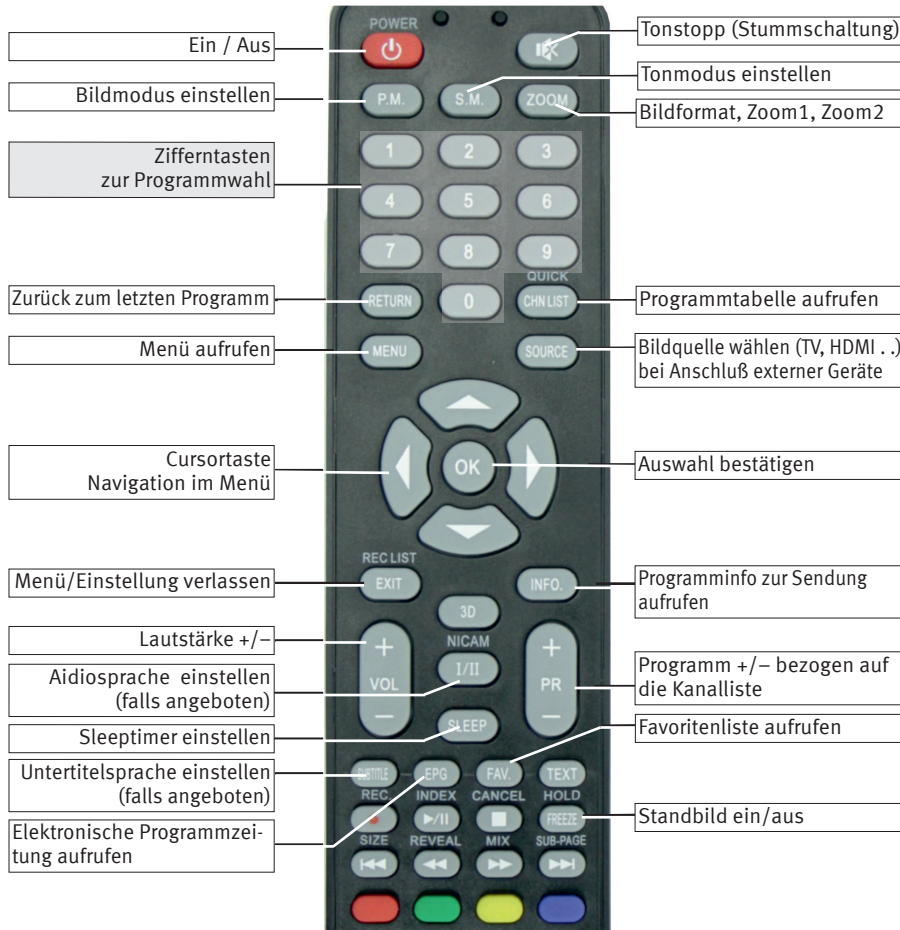 POWER
Ein / Aus
Tonstopp (Stummschaltung)
Tonmodus einstellen
Bildmodus einstellen
P.M.
S.M.
ZOOM
Bildformat, Zoom1, Zoom2
Zifferntasten
zur Programmwahl
1
2
3
4
5
6
7
8
9
QUICK
Zurück zum letzten Programm
RETURN
0
CHN LIST
Programmtabelle aufrufen
Menü aufrufen
MENU
SOURCE
Bildquelle wählen (TV, HDMI . .)
bei Anschluß externer Geräte
Cursortaste
Navigation im Menü
OK
Auswahl bestätigen
REC LIST
Menü/Einstellung verlassen
EXIT
INFO.
Programminfo zur Sendung
aufrufen
3D
Lautstärke +/–
+
VOL
–
NICAM
I/II
+
PR
–
Programm +/– bezogen auf
die Kanalliste
Aidiosprache einstellen
(falls angeboten)
Sleeptimer einstellen
SLEEP
Favoritenliste aufrufen
Untertitelsprache einstellen
(falls angeboten)
SUBTITLE
EPG
FAV.
TEXT
REC.
INDEX
CANCEL
HOLD
Elektronische Programmzei-
tung aufrufen
FREEZE
Standbild ein/aus
SIZE
REVEAL
MIX
SUB-PAGE